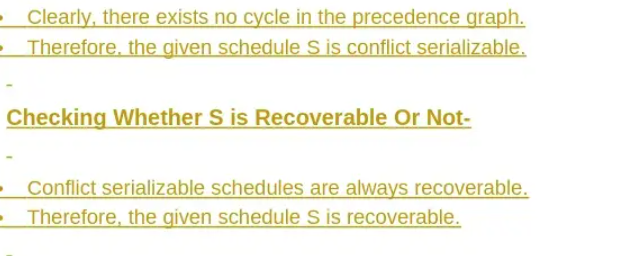 • Clearly, there exists no cycle in the precedence graph.
• Therefore, the given schedule S is conflict serializable.
Checking Whether S is Recoverable Or Not-
• Conflict serializable schedules are always recoverable.
• Therefore, the given schedule S is recoverable.